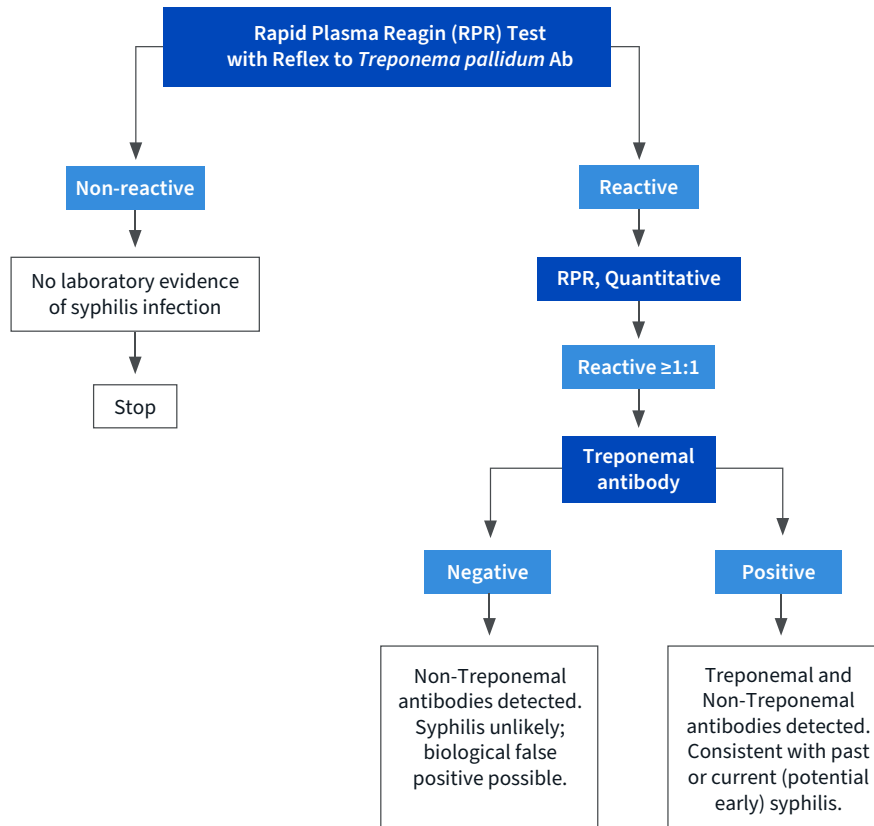 Rapid Plasma Reagin (RPR) Test
with Reflex to Treponema pallidum Ab
Non-reactive
No laboratory evidence
of syphilis infection
Stop
Reactive
RPR, Quantitative
Reactive ≥1:1
Treponemal
antibody
Negative
Non-Treponemal
antibodies detected.
Syphilis unlikely;
biological false
positive possible.
Positive
Treponemal and
Non-Treponemal
antibodies detected.
Consistent with past
or current (potential
early) syphilis.